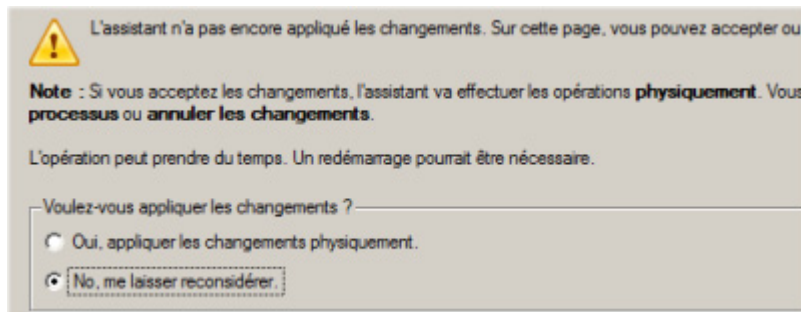 L'assistant n'a pas encore appliqué les changements. Sur cette page, vous pouvez accepter ou
Note : Si vous acceptez les changements, l'assistant va effectuer les opérations physiquement. Vous
processus ou annuler les changements.
L'opération peut prendre du temps. Un redémarrage pourrait être nécessaire.
Voulez-vous appliquer les changements ?
Oui, appliquer les changements physiquement.
No, me laisser reconsidérer.